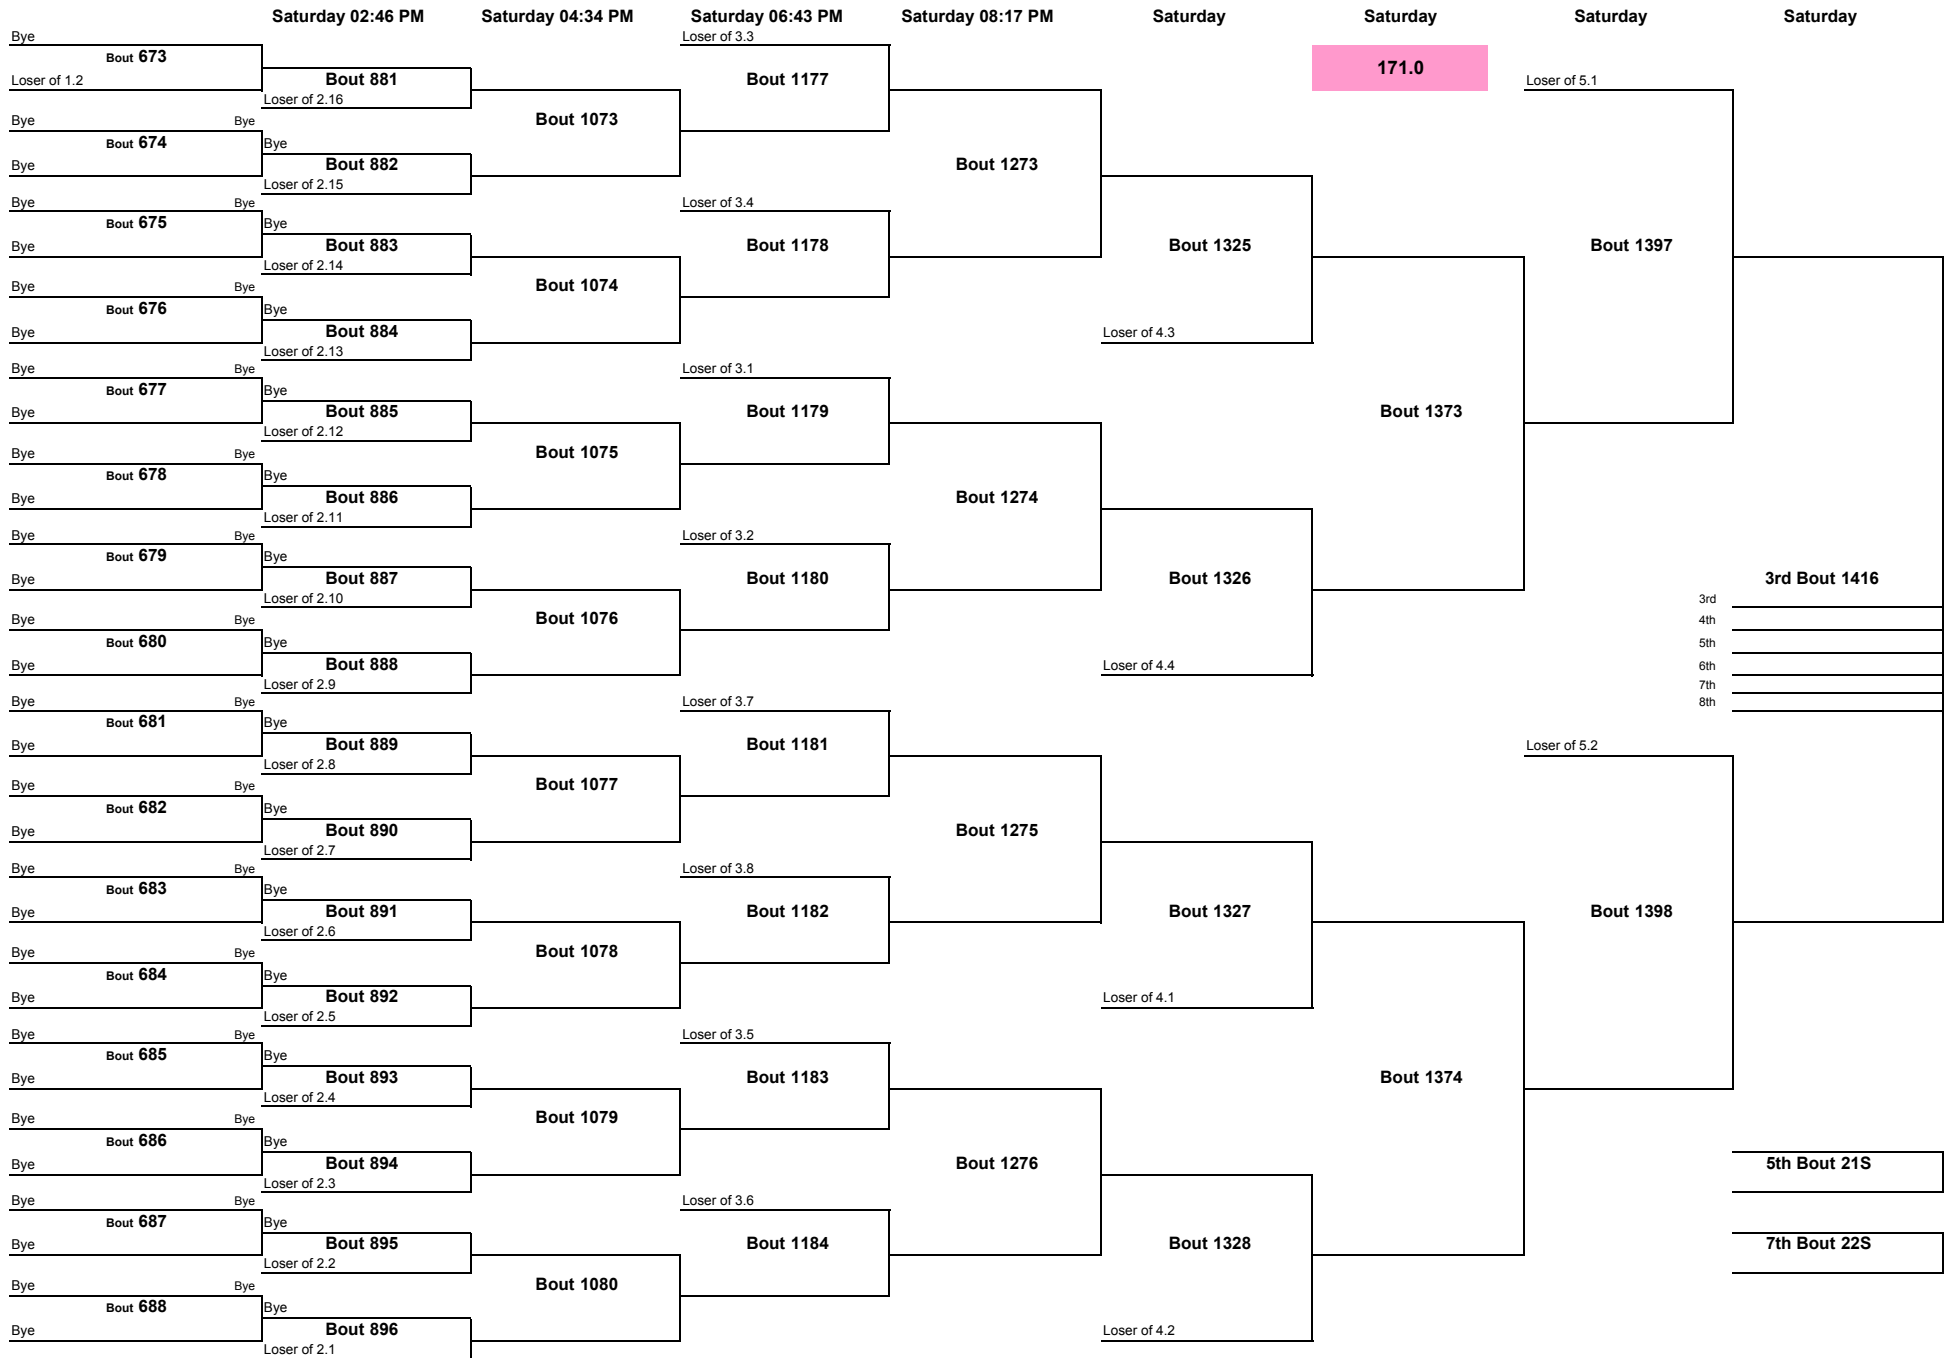 Saturday 02:46 PM Saturday 04:34 PM Saturday 06:43 PM Saturday 08:17 PM Saturday Saturday Saturday Saturday
Bye Loser of 3.3
Bout 673
171.0
Loser of 1.2 Bout 881 Bout 1177 Loser of 5.1
Loser of 2.16
Bye Bye Bout 1073
Bout 674 Bye
Bye Bout 882 Bout 1273
Loser of 2.15
Bye Bye Loser of 3.4
Bout 675 Bye
Bye Bout 883 Bout 1178 Bout 1325 Bout 1397
Loser of 2.14
Bye Bye Bout 1074
Bout 676 Bye
Bye Bout 884 Loser of 4.3
Loser of 2.13
Bye Bye Loser of 3.1
Bout 677 Bye
Bye Bout 885 Bout 1179 Bout 1373
Loser of 2.12
Bye Bye Bout 1075
Bout 678 Bye
Bye Bout 886 Bout 1274
Loser of 2.11
Bye Bye Loser of 3.2
Bout 679 Bye
Bye Bout 887 Bout 1180 Bout 1326 3rd Bout 1416
Loser of 2.10 3rd
Bye Bye Bout 1076 4th
Bout 680 Bye 5th
Bye Bout 888 Loser of 4.4 6th
Loser of 2.9 7th
Bye Bye Loser of 3.7 8th
Bout 681 Bye
Bye Bout 889 Bout 1181 Loser of 5.2
Loser of 2.8
Bye Bye Bout 1077
Bout 682 Bye
Bye Bout 890 Bout 1275
Loser of 2.7
Bye Bye Loser of 3.8
Bout 683 Bye
Bye Bout 891 Bout 1182 Bout 1327 Bout 1398
Loser of 2.6
Bye Bye Bout 1078
Bout 684 Bye
Bye Bout 892 Loser of 4.1
Loser of 2.5
Bye Bye Loser of 3.5
Bout 685 Bye
Bye Bout 893 Bout 1183 Bout 1374
Loser of 2.4
Bye Bye Bout 1079
Bout 686 Bye
Bye Bout 894 Bout 1276 5th Bout 21S
Loser of 2.3
Bye Bye Loser of 3.6
Bout 687 Bye
Bye Bout 895 Bout 1184 Bout 1328 7th Bout 22S
Loser of 2.2
Bye Bye Bout 1080
Bout 688 Bye
Bye Bout 896 Loser of 4.2
Loser of 2.1